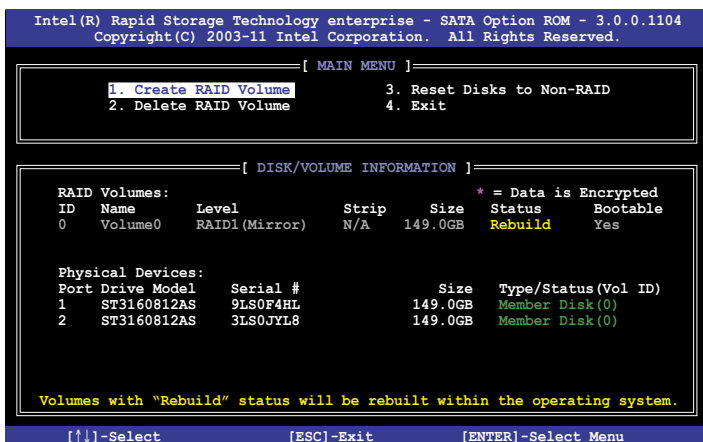 Intel(R) Rapid Storage Technology enterprise - SATA Option ROM - 3.0.0.1104
Copyright(C) 2003-11 Intel Corporation. All Rights Reserved.
[ MAIN MENU ]
1. Create RAID Volume 3. Reset Disks to Non-RAID
2. Delete RAID Volume 4. Exit
[ DISK/VOLUME INFORMATION ]
RAID Volumes: * = Data is Encrypted
ID Name Level Strip Size Status Bootable
0 Volume0 RAID1(Mirror) N/A 149.0GB Rebuild Yes
Physical Devices:
Port Drive Model Serial # Size Type/Status(Vol ID)
1 ST3160812AS 9LS0F4HL 149.0GB Member Disk(0)
2 ST3160812AS 3LS0JYL8 149.0GB Member Disk(0)
Volumes with “Rebuild” status will be rebuilt within the operating system.
[↑↓]-Select [ESC]-Exit [ENTER]-Select Menu